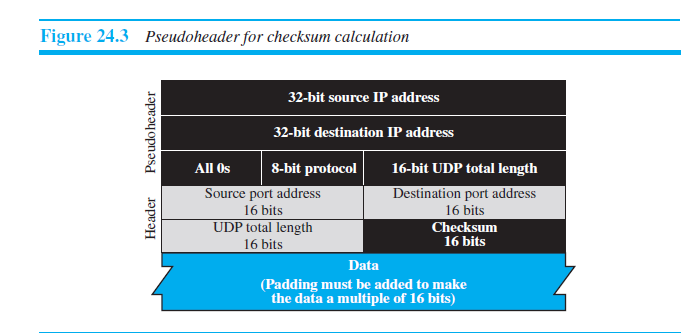 Figure 24.3 Pseudoheader for checksum calculation
Pseudoheader
32-bit source IP address
32-bit destination IP address
All 0s 8-bit protocol 16-bit UDP total length
Header
Source port address Destination port address
16 bits 16 bits
UDP total length Checksum
16 bits 16 bits
Data
(Padding must be added to make
the data a multiple of 16 bits)